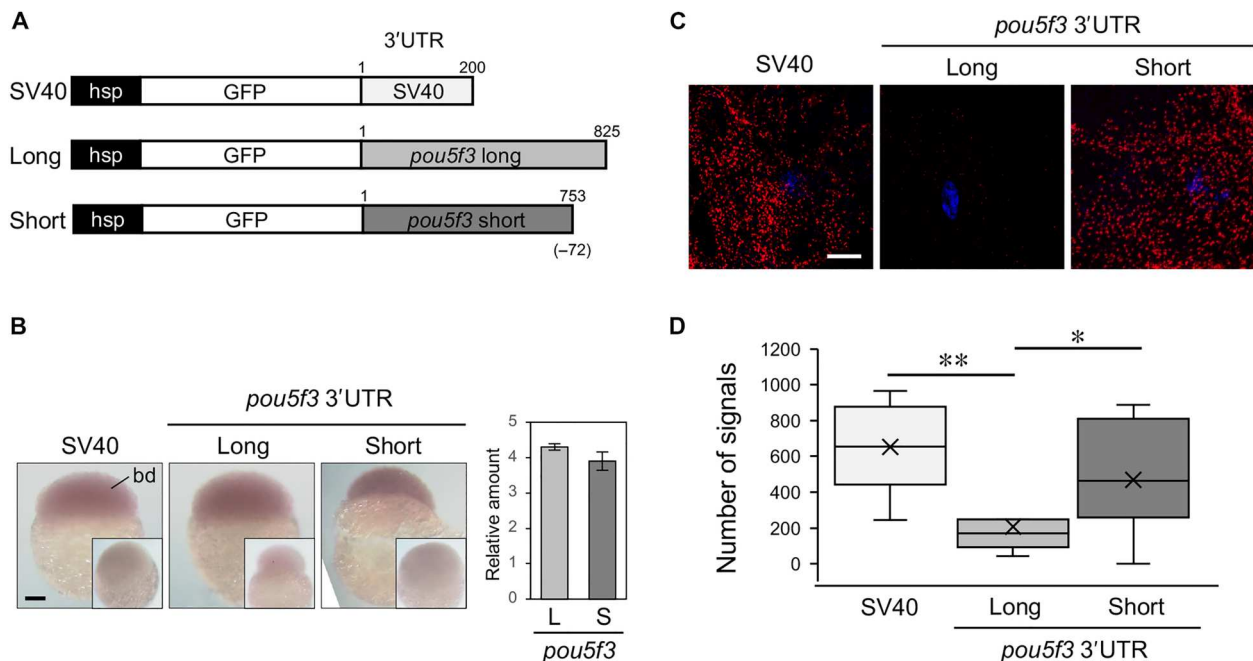 A
3′UTR
1 200
SV40 hsp GFP SV40
1 825
Long hsp GFP pou5f3 long
1 753
Short hsp GFP pou5f3 short
(–72)
B
pou5f3 3′UTR
SV40 Long Short
bd
Relative amount
5
4
3
2
1
0
L S
pou5f3
C
pou5f3 3′UTR
SV40 Long Short
D
Number of signals
1200
1000
800
600
400
200
0
** *
SV40 Long Short
pou5f3 3′UTR